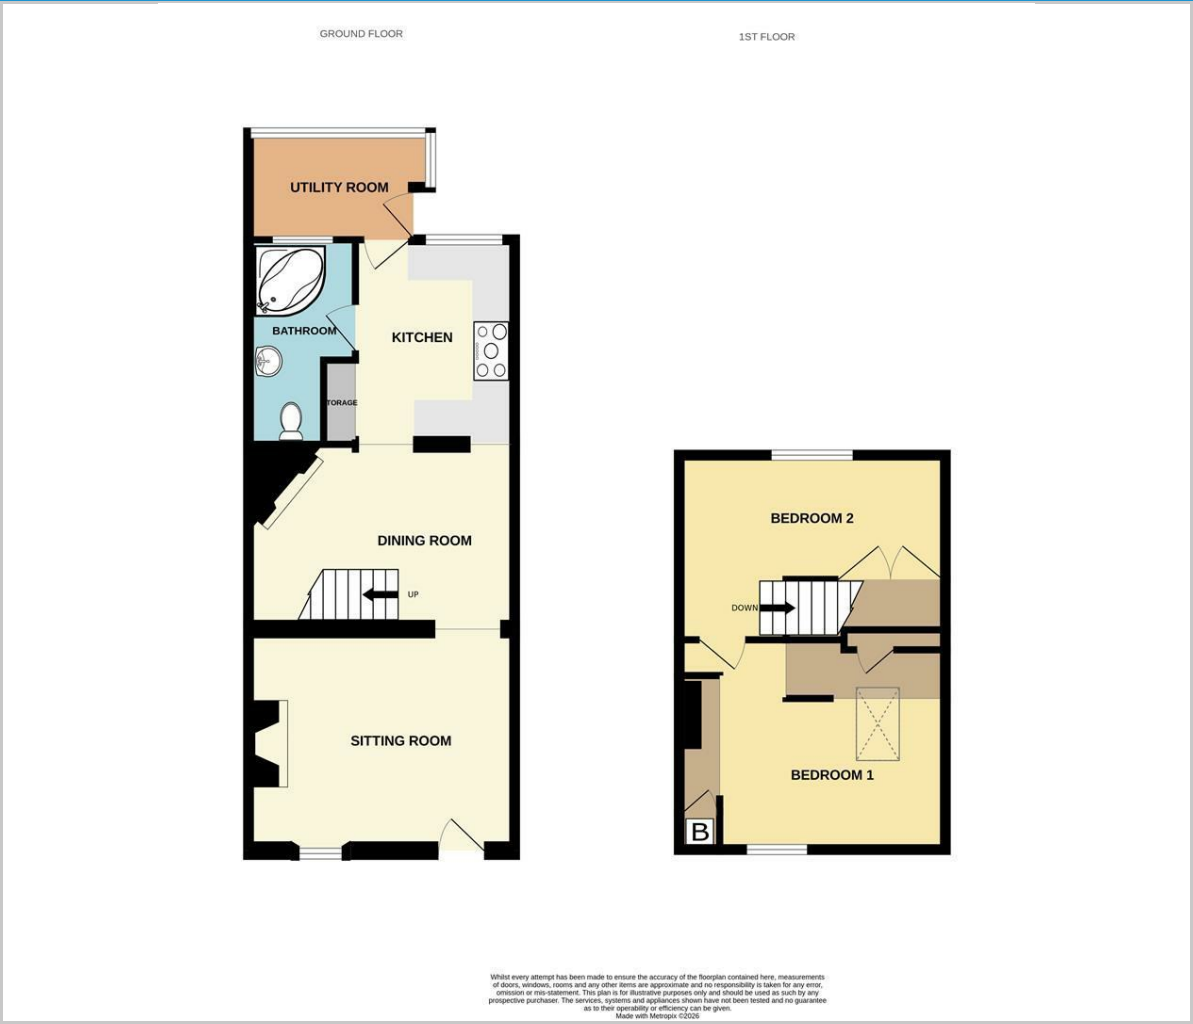 GROUND FLOOR
1ST FLOOR
UTILITY ROOM
BATHROOM
KITCHEN
TORAGE
DINING ROOM
UP
SITTING ROOM
BEDROOM 2
DOWN
BEDROOM 1
B
Whilst every attempt has been made to ensure the accuracy of the floorplan contained here, measurements
of doors, windows, rooms and any other items are approximate and no responsibility is taken for any error,
omission or mis-statement. This plan is for illustrative purposes only and should be used as such by any
prospective purchaser. The services, systems and appliances shown have not been tested and no guarantee
as to their operability or efficiency can be given.
Made with Metropix ©2026